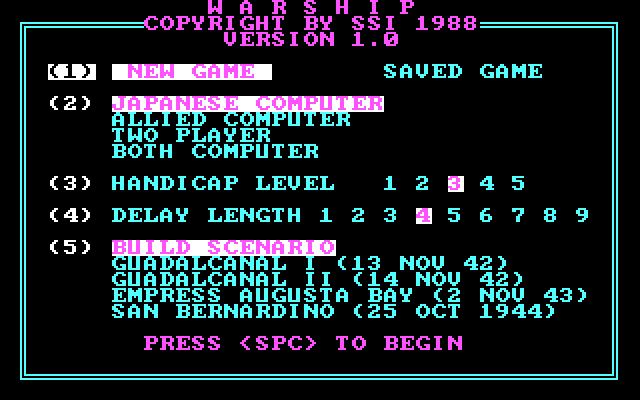 W A R S H I P
COPYRIGHT BY SSI 1988
VERSION 1.0
(1) NEW GAME SAVED GAME
(2) JAPANESE COMPUTER
ALLIED COMPUTER
TWO PLAYER
BOTH COMPUTER
(3) HANDICAP LEVEL 1 2 3 4 5
(4) DELAY LENGTH 1 2 3 4 5 6 7 8 9
(5) BUILD SCENARIO
GUADALCANAL I (13 NOV 42)
GUADALCANAL II (14 NOV 42)
EMPRESS AUGUSTA BAY (2 NOV 43)
SAN BERNARDINO (25 OCT 1944)
PRESS <SPC> TO BEGIN